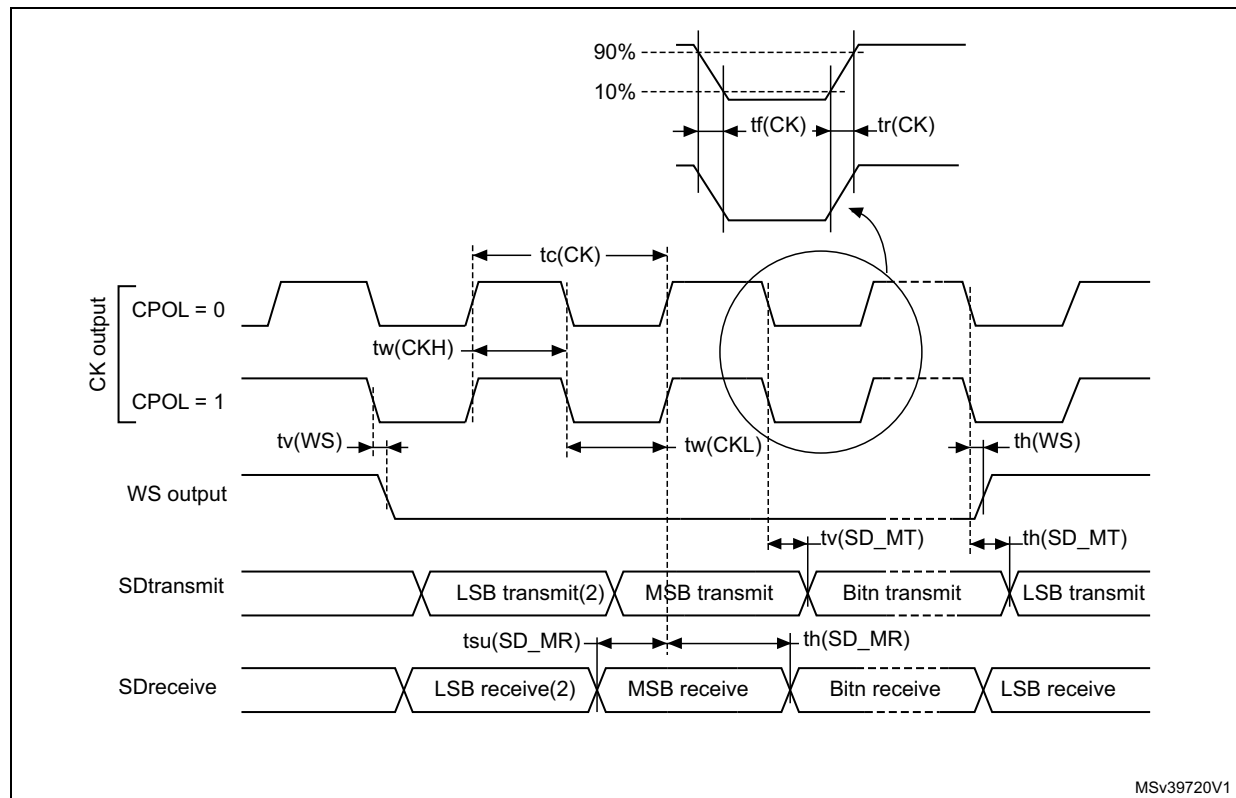 90%
10%
tf(CK)
tr(CK)
tc(CK)
CK output
CPOL = 0
tw(CKH)
CPOL = 1
tv(WS)
tw(CKL)
th(WS)
WS output
tv(SD_MT)
th(SD_MT)
SDtransmit
LSB transmit(2)
MSB transmit
Bitn transmit
LSB transmit
tsu(SD_MR)
th(SD_MR)
SDreceive
LSB receive(2)
MSB receive
Bitn receive
LSB receive
MSv39720V1